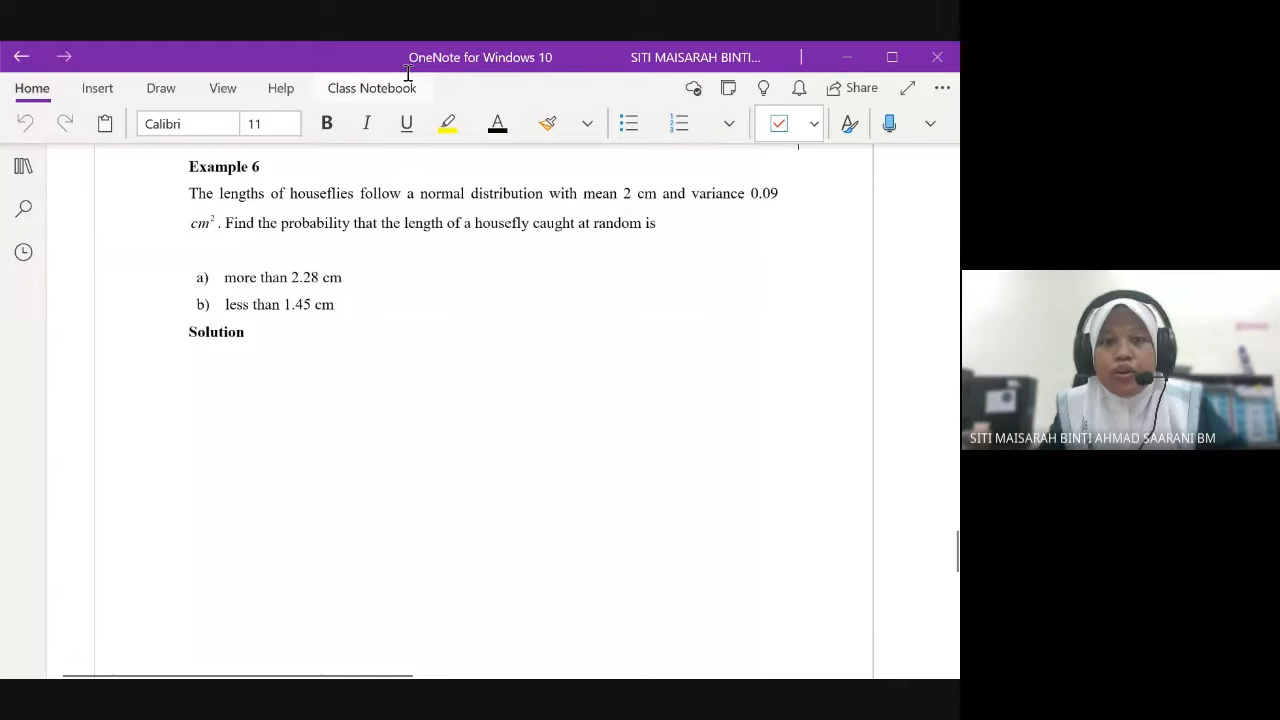 OneNote for Windows 10
SITI MAISARAH BINTI...
Home Insert Draw View Help Class Notebook Share
Calibri 11 B I U A
Example 6
The lengths of houseflies follow a normal distribution with mean 2 cm and variance 0.09
cm². Find the probability that the length of a housefly caught at random is
a) more than 2.28 cm
b) less than 1.45 cm
Solution
SITI MAISARAH BINTI AHMAD SAARANI BM